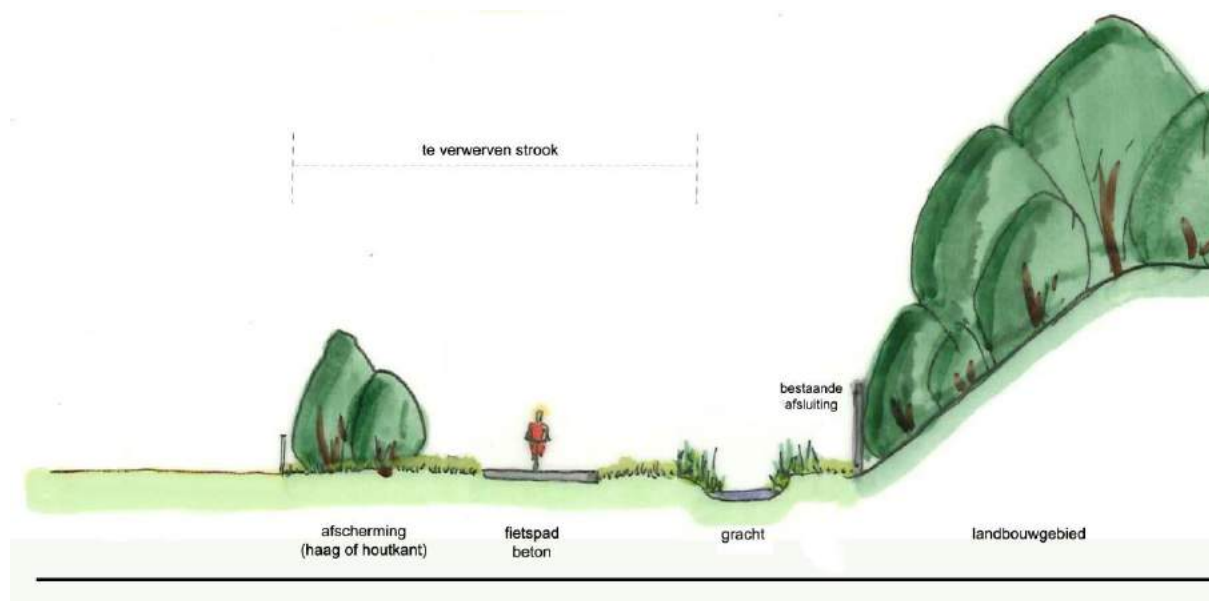 te verwerven strook
bestaande
afsluiting
afscherming
(haag of houtkant)
fietspad
beton
gracht
landbouwgebied